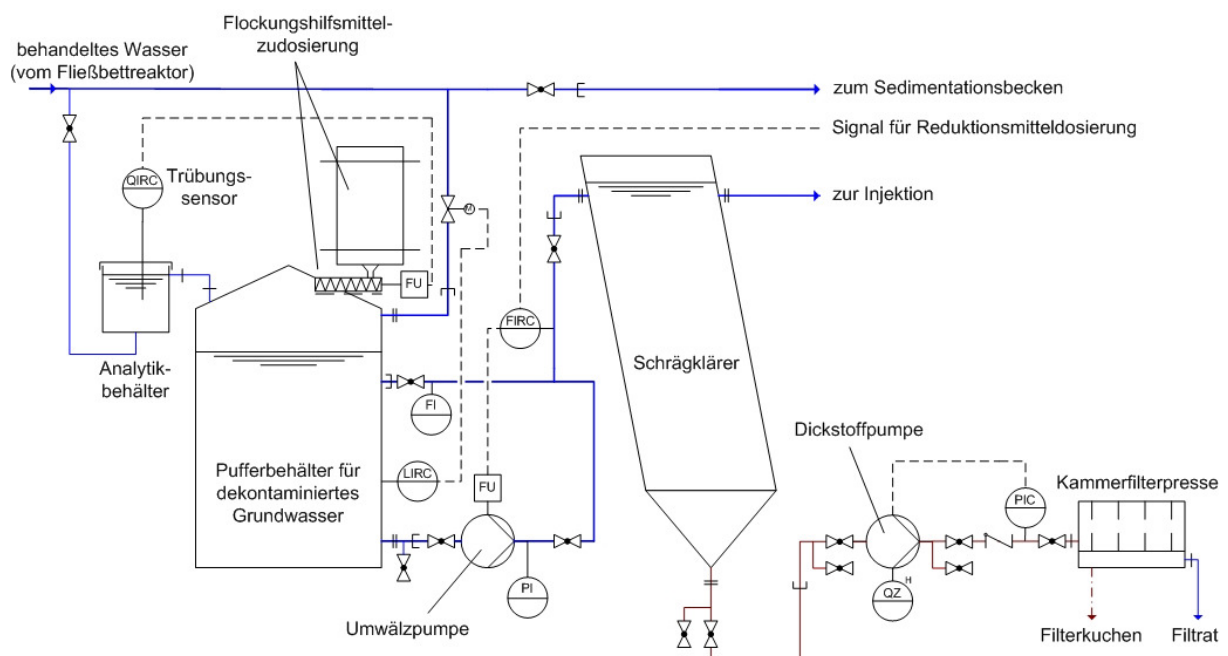 Flockungshilfsmittel-
zudosierung
behandeltes Wasser
(vom Fließbettreaktor)
zum Sedimentationsbecken
Signal für Reduktionsmitteldosierung
QIRC
Trübungs-
sensor
M
zur Injektion
FU
FIRC
Analytik-
behälter
Schrägklärer
FI
Dickstoffpumpe
Pufferbehälter für
dekontaminiertes
Grundwasser
LIRC
FU
PIC
Kammerfilterpresse
PI
QZ
H
Umwälzpumpe
Filterkuchen
Filtrat